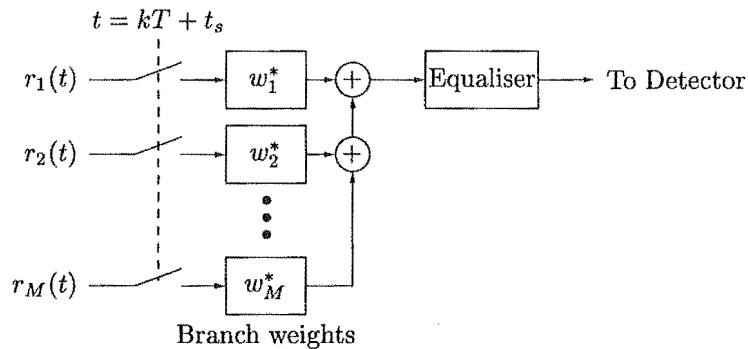 t = kT + t_s
r_1(t) w_1^* + Equaliser To Detector
r_2(t) w_2^* +
r_M(t) w_M^*
Branch weights